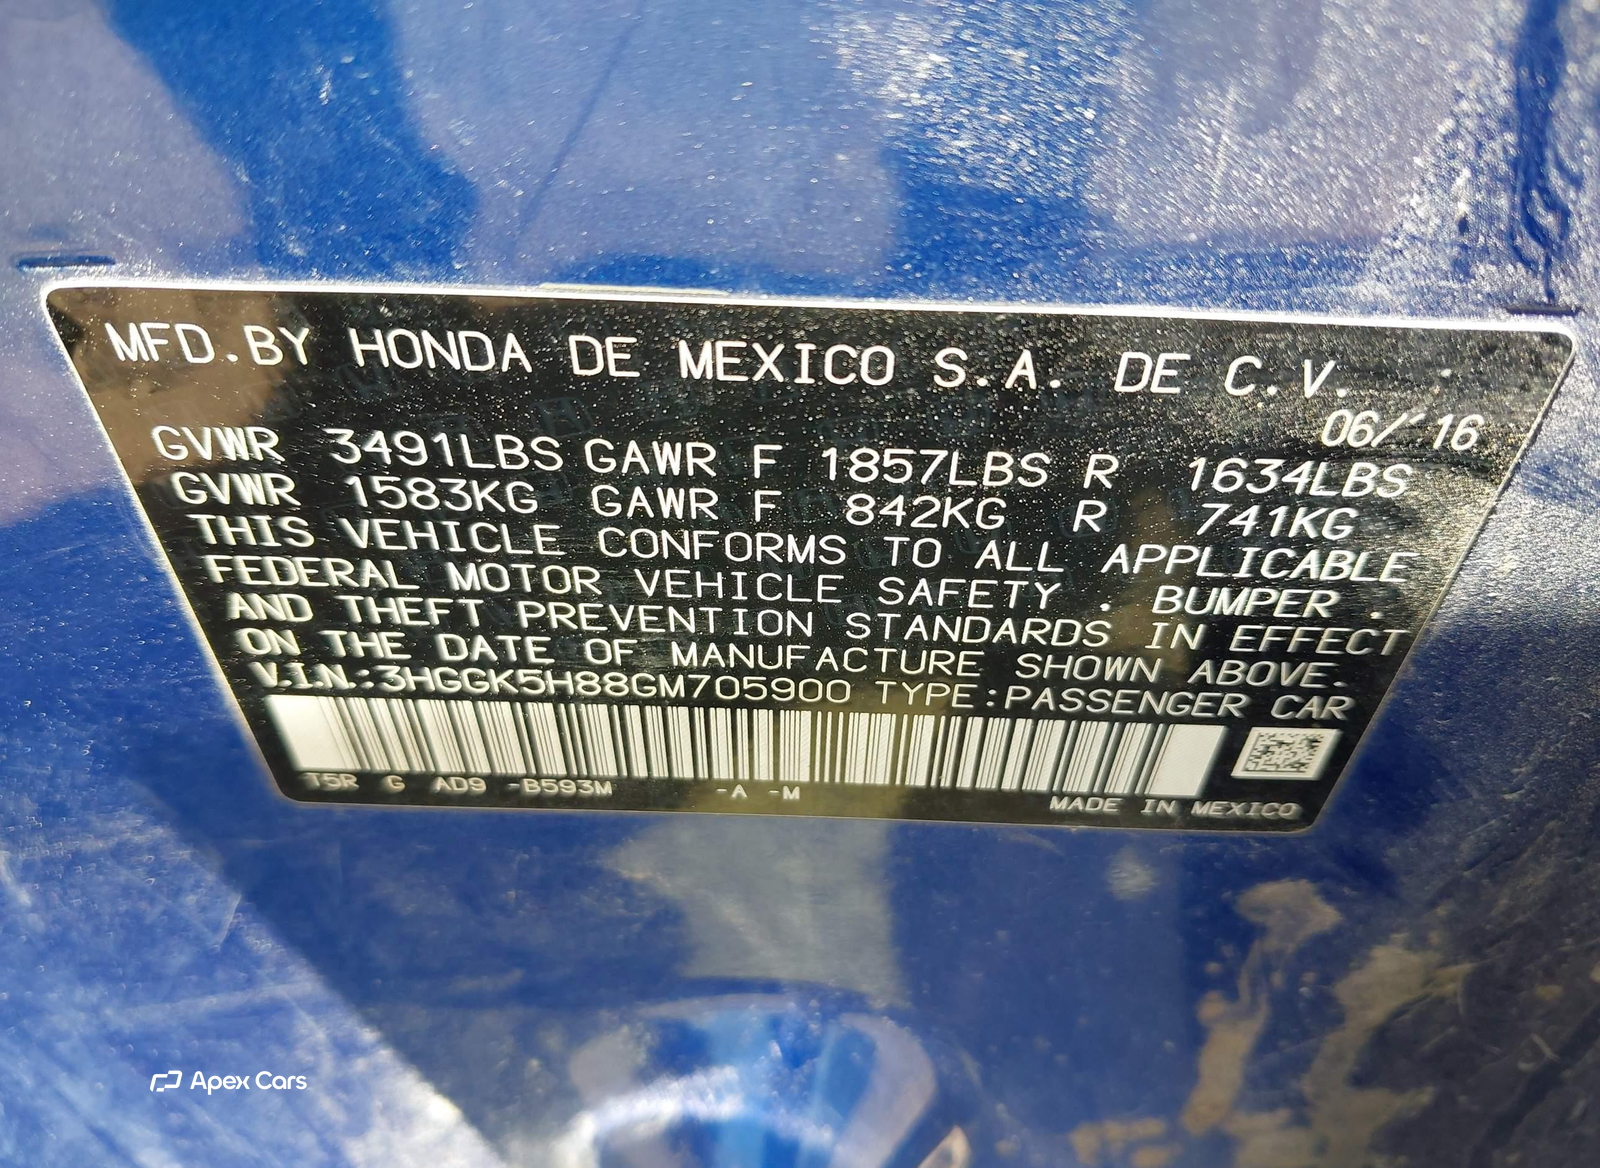 MFD.BY HONDA DE MEXICO S.A. DE C.V.
06/'16
GVWR 3491LBS GAWR F 1857LBS R 1634LBS
GVWR 1583KG GAWR F 842KG R 741KG
THIS VEHICLE CONFORMS TO ALL APPLICABLE
FEDERAL MOTOR VEHICLE SAFETY . BUMPER .
AND THEFT PREVENTION STANDARDS IN EFFECT
ON THE DATE OF MANUFACTURE SHOWN ABOVE.
V.I.N.:3HGGK5H88GM705900 TYPE:PASSENGER CAR
T5R G AD9 -B593M -A -M
MADE IN MEXICO
Apex Cars